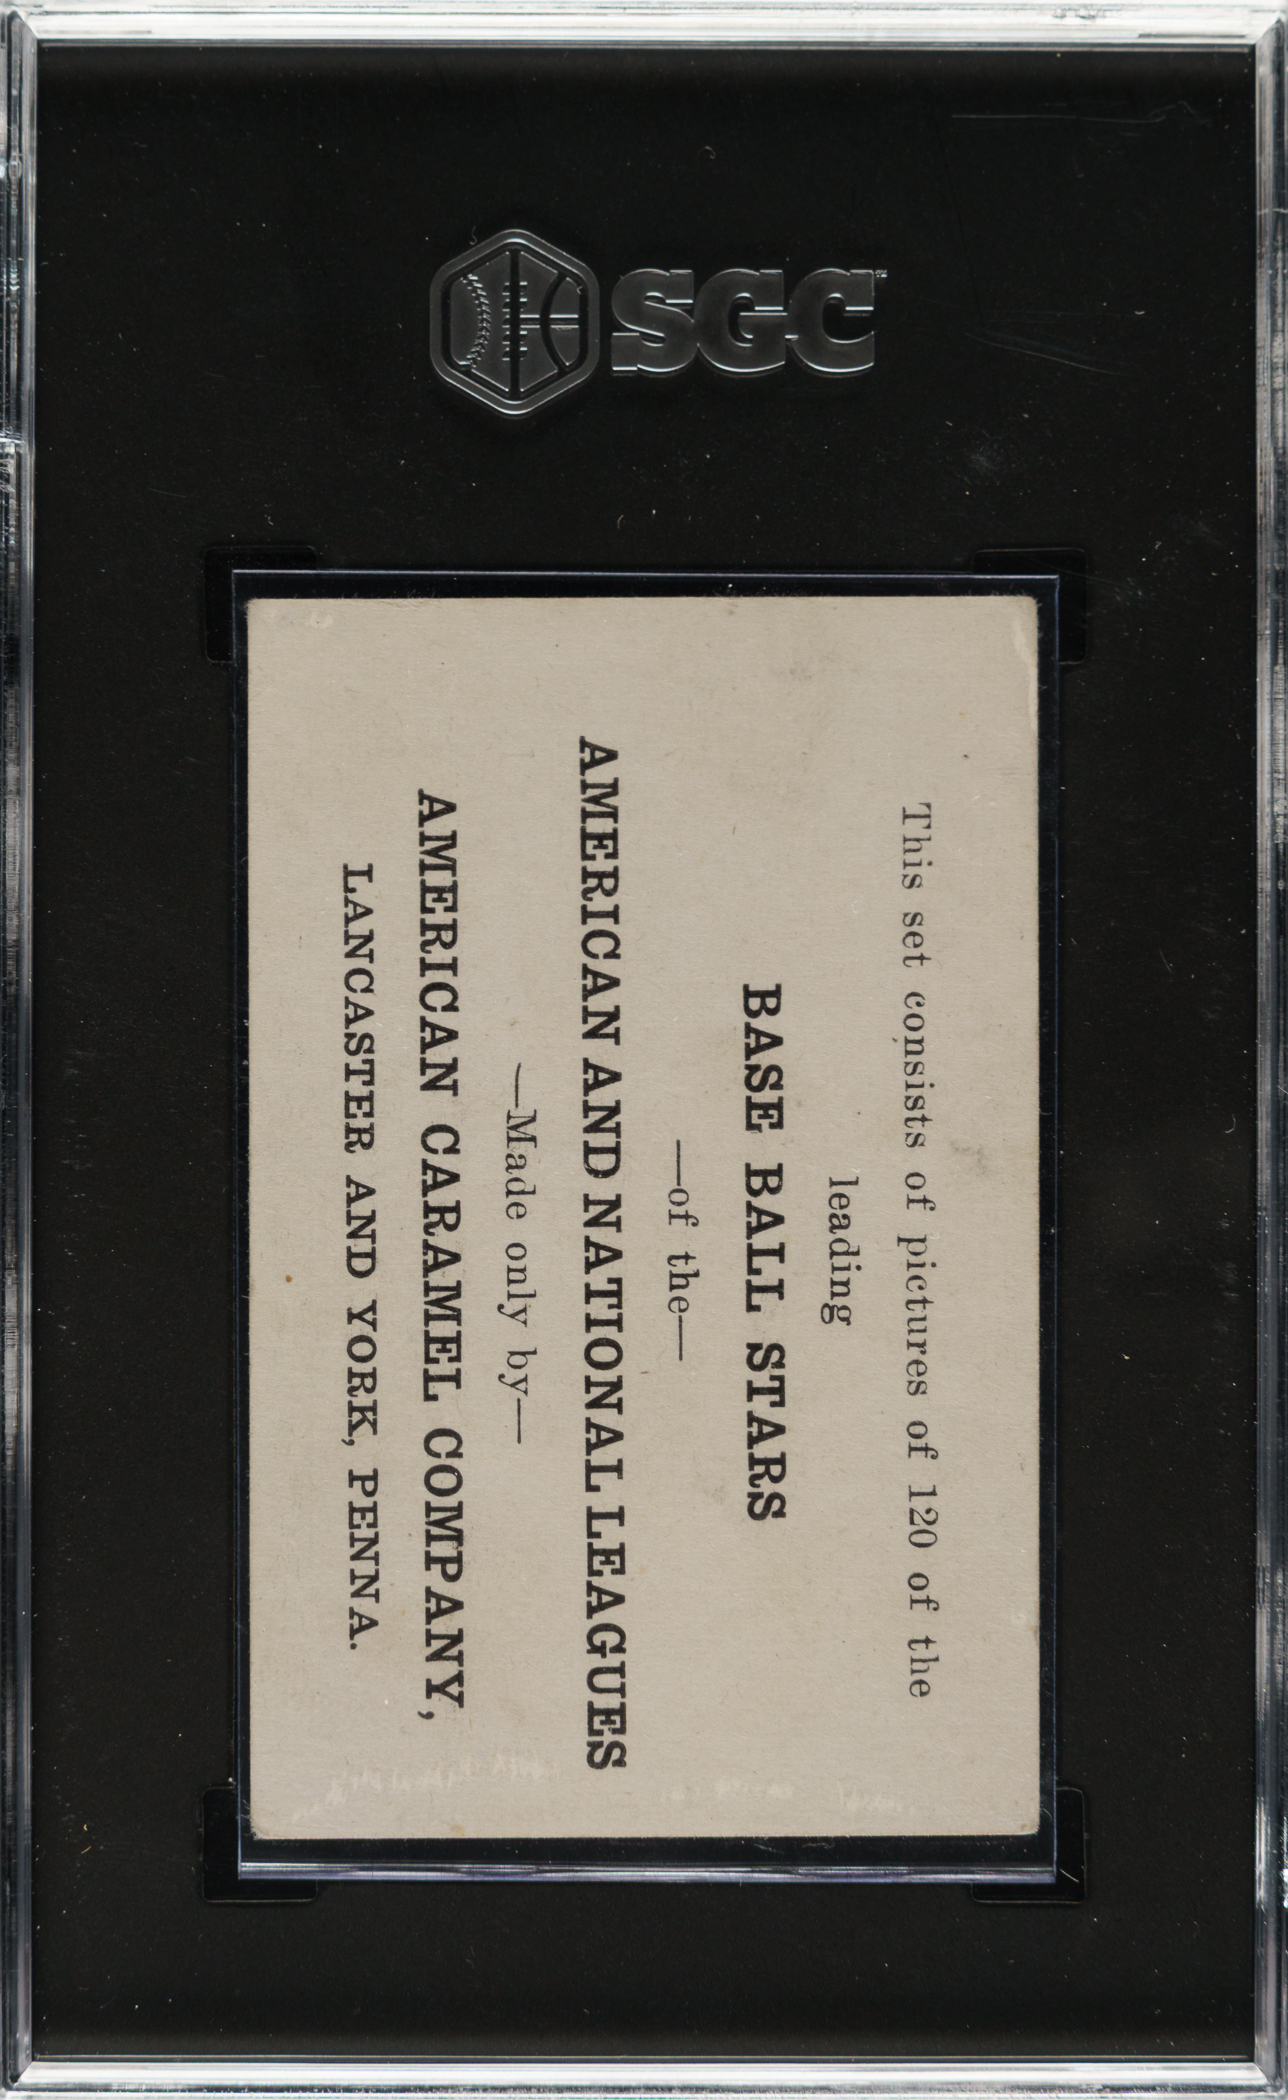 SGC
This set consists of pictures of 120 of the
leading
BASE BALL STARS
—of the—
AMERICAN AND NATIONAL LEAGUES
—Made only by—
AMERICAN CARAMEL COMPANY,
LANCASTER AND YORK, PENNA.